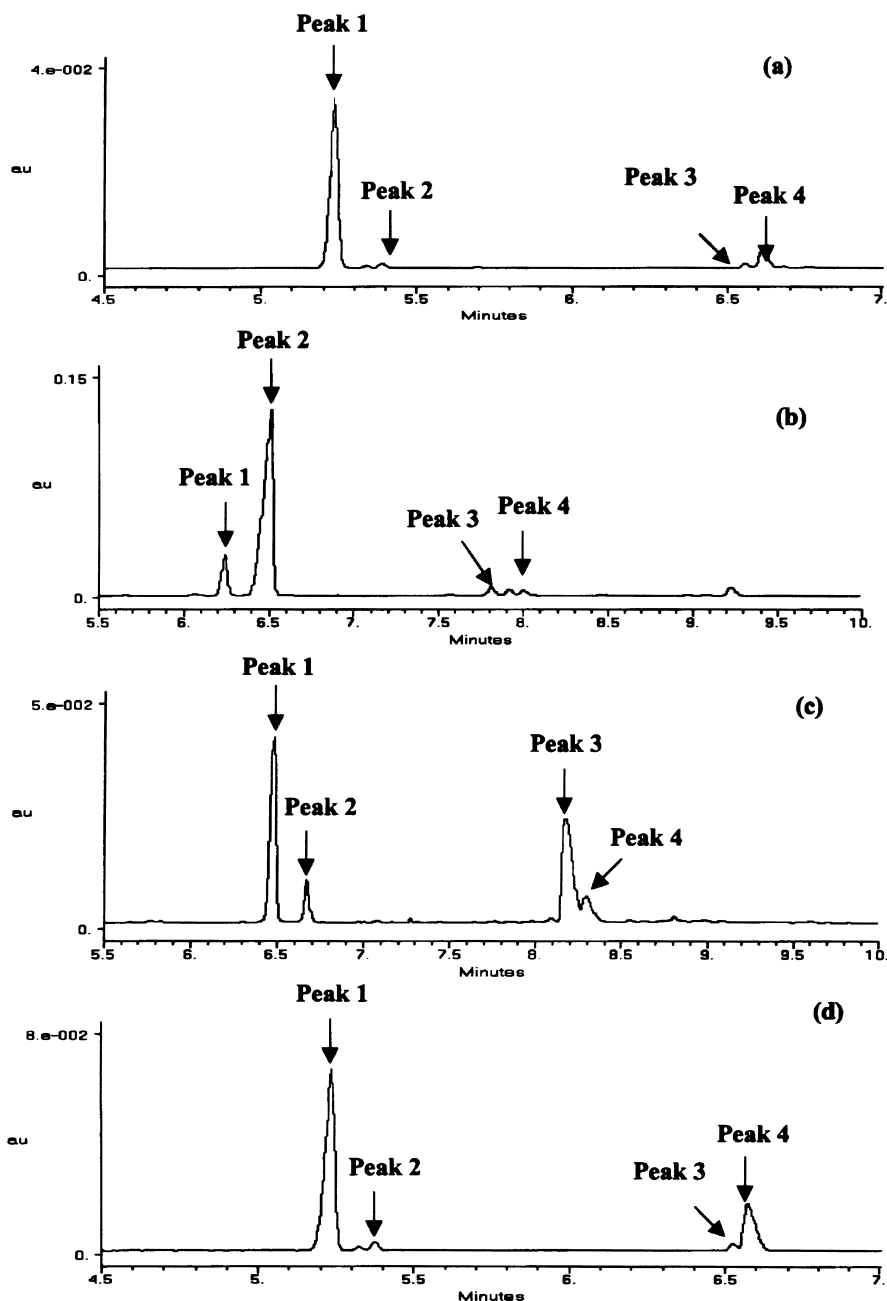 Peak 1
4.e-002
(a)
au
Peak 2
Peak 3
Peak 4
0.
4.5 5. 5.5 6. 6.5 7.
Minutes
Peak 2
0.15
(b)
au
Peak 1
Peak 3
Peak 4
0.
5.5 6. 6.5 7. 7.5 8. 8.5 9. 9.5 10.
Minutes
Peak 1
5.e-002
(c)
Peak 3
au
Peak 2
Peak 4
0.
5.5 6. 6.5 7. 7.5 8. 8.5 9. 9.5 10.
Minutes
Peak 1
8.e-002
(d)
au
Peak 2
Peak 4
Peak 3
0.
4.5 5. 5.5 6. 6.5 7.
Minutes